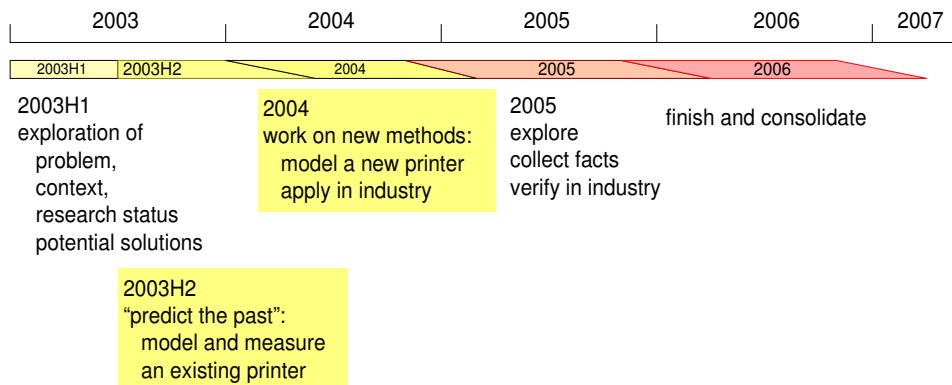 2003 2004 2005 2006 2007
2003H1 2003H2 2004 2005 2006
2003H1
exploration of
problem,
context,
research status
potential solutions
2003H2
“predict the past”:
model and measure
an existing printer
2004
work on new methods:
model a new printer
apply in industry
2005
explore
collect facts
verify in industry
finish and consolidate